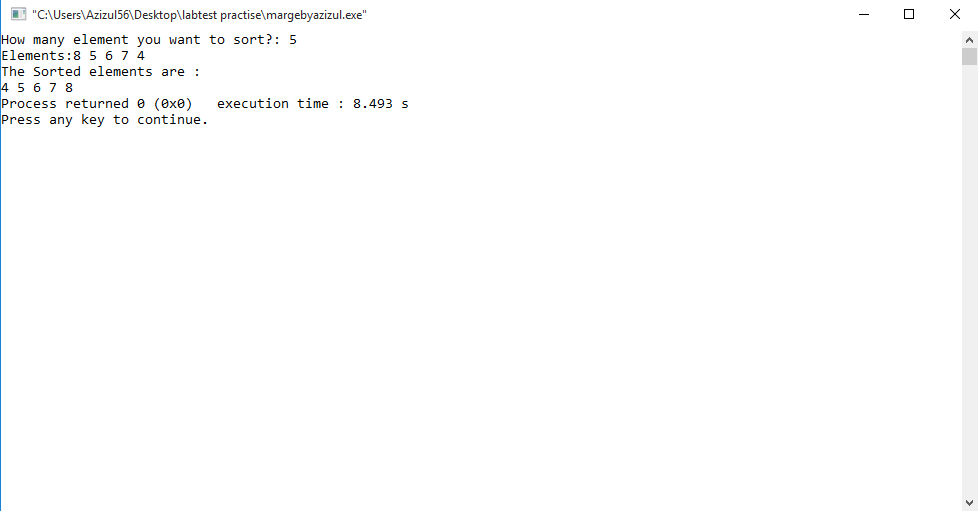 "C:\Users\Azizul56\Desktop\labtest practise\margebyazizul.exe"
How many element you want to sort?: 5
Elements:8 5 6 7 4
The Sorted elements are :
4 5 6 7 8
Process returned 0 (0x0)   execution time : 8.493 s
Press any key to continue.